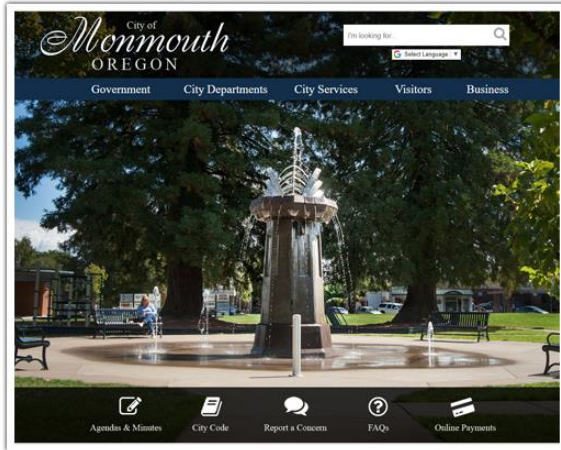 City of
Monmouth
OREGON
I'm looking for..
Select Language ▼
Government City Departments City Services Visitors Business
Agendas & Minutes City Code Report a Concern FAQs Online Payments